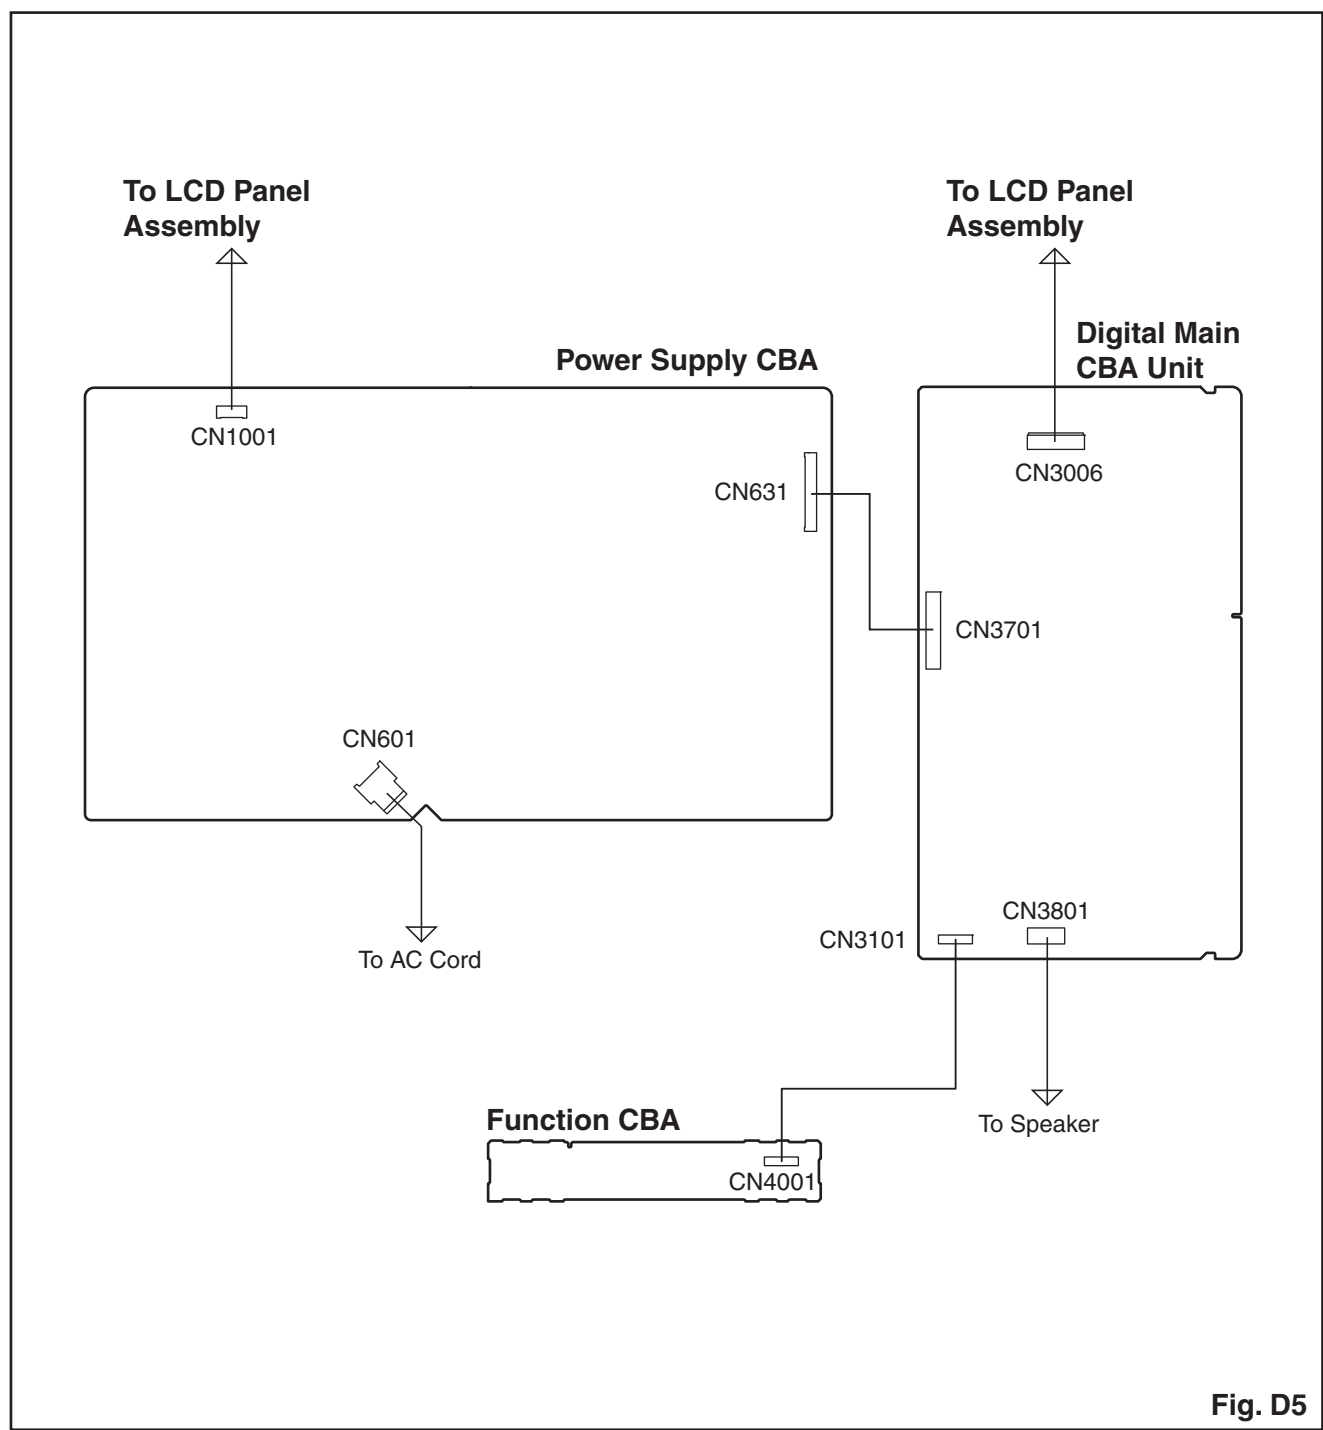 To LCD Panel
Assembly
To LCD Panel
Assembly
Digital Main
CBA Unit
Power Supply CBA
CN1001
CN631
CN3006
CN3701
CN601
CN3801
CN3101
To AC Cord
Function CBA
To Speaker
CN4001
Fig. D5